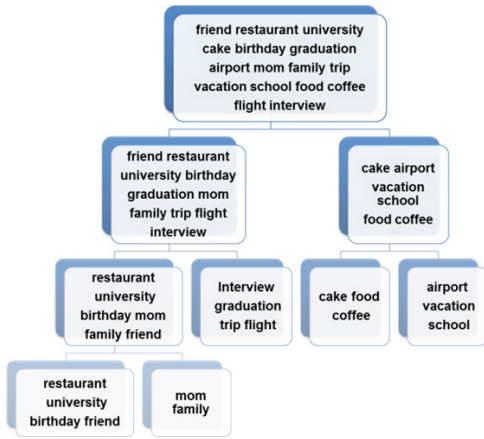 friend restaurant university
cake birthday graduation
airport mom family trip
vacation school food coffee
flight interview
friend restaurant
university birthday
graduation mom
family trip flight
interview
cake airport
vacation
school
food coffee
restaurant
university
birthday mom
family friend
Interview
graduation
trip flight
cake food
coffee
airport
vacation
school
restaurant
university
birthday friend
mom
family